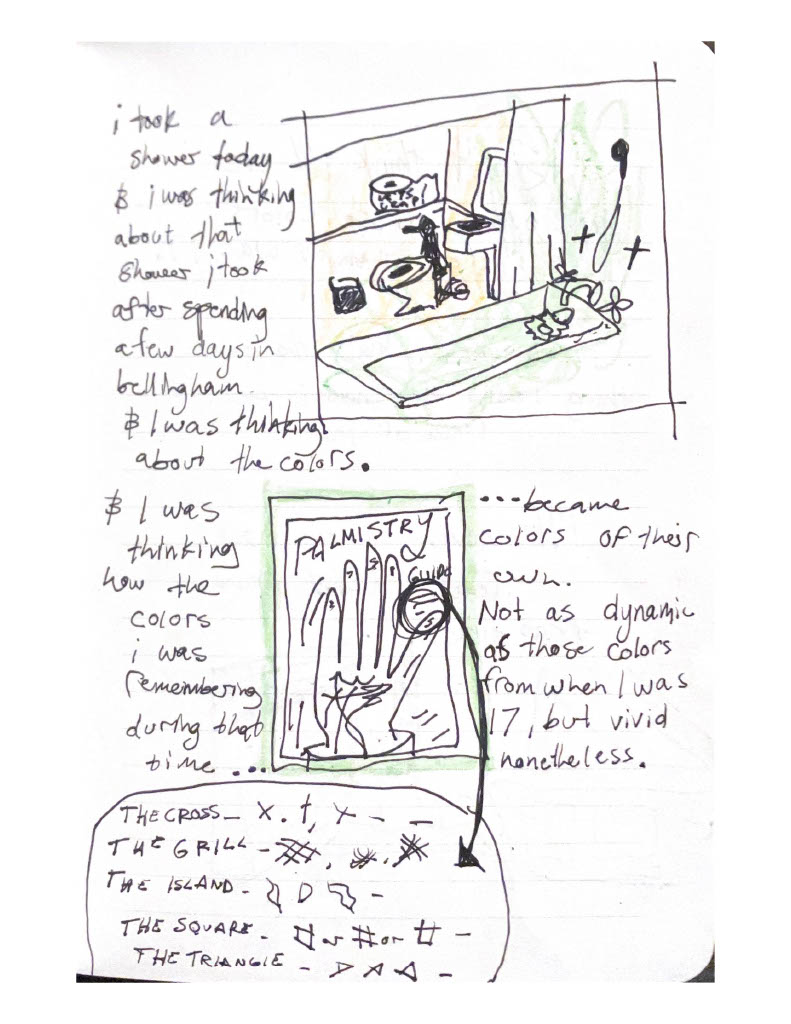 i took a
shower today
& i was thinking
about that
shower i took
after spending
a few days in
bellingham.
& I was thinking
about the colors.
& I was
thinking
how the
colors
i was
remembering
during that
time ...
PALMISTRY
GUIDE
...became
colors of their
own.
Not as dynamic
as those colors
from when I was
17, but vivid
nonetheless.
THE CROSS -
THE GRILL -
THE ISLAND -
THE SQUARE - or or
THE TRIANGLE -